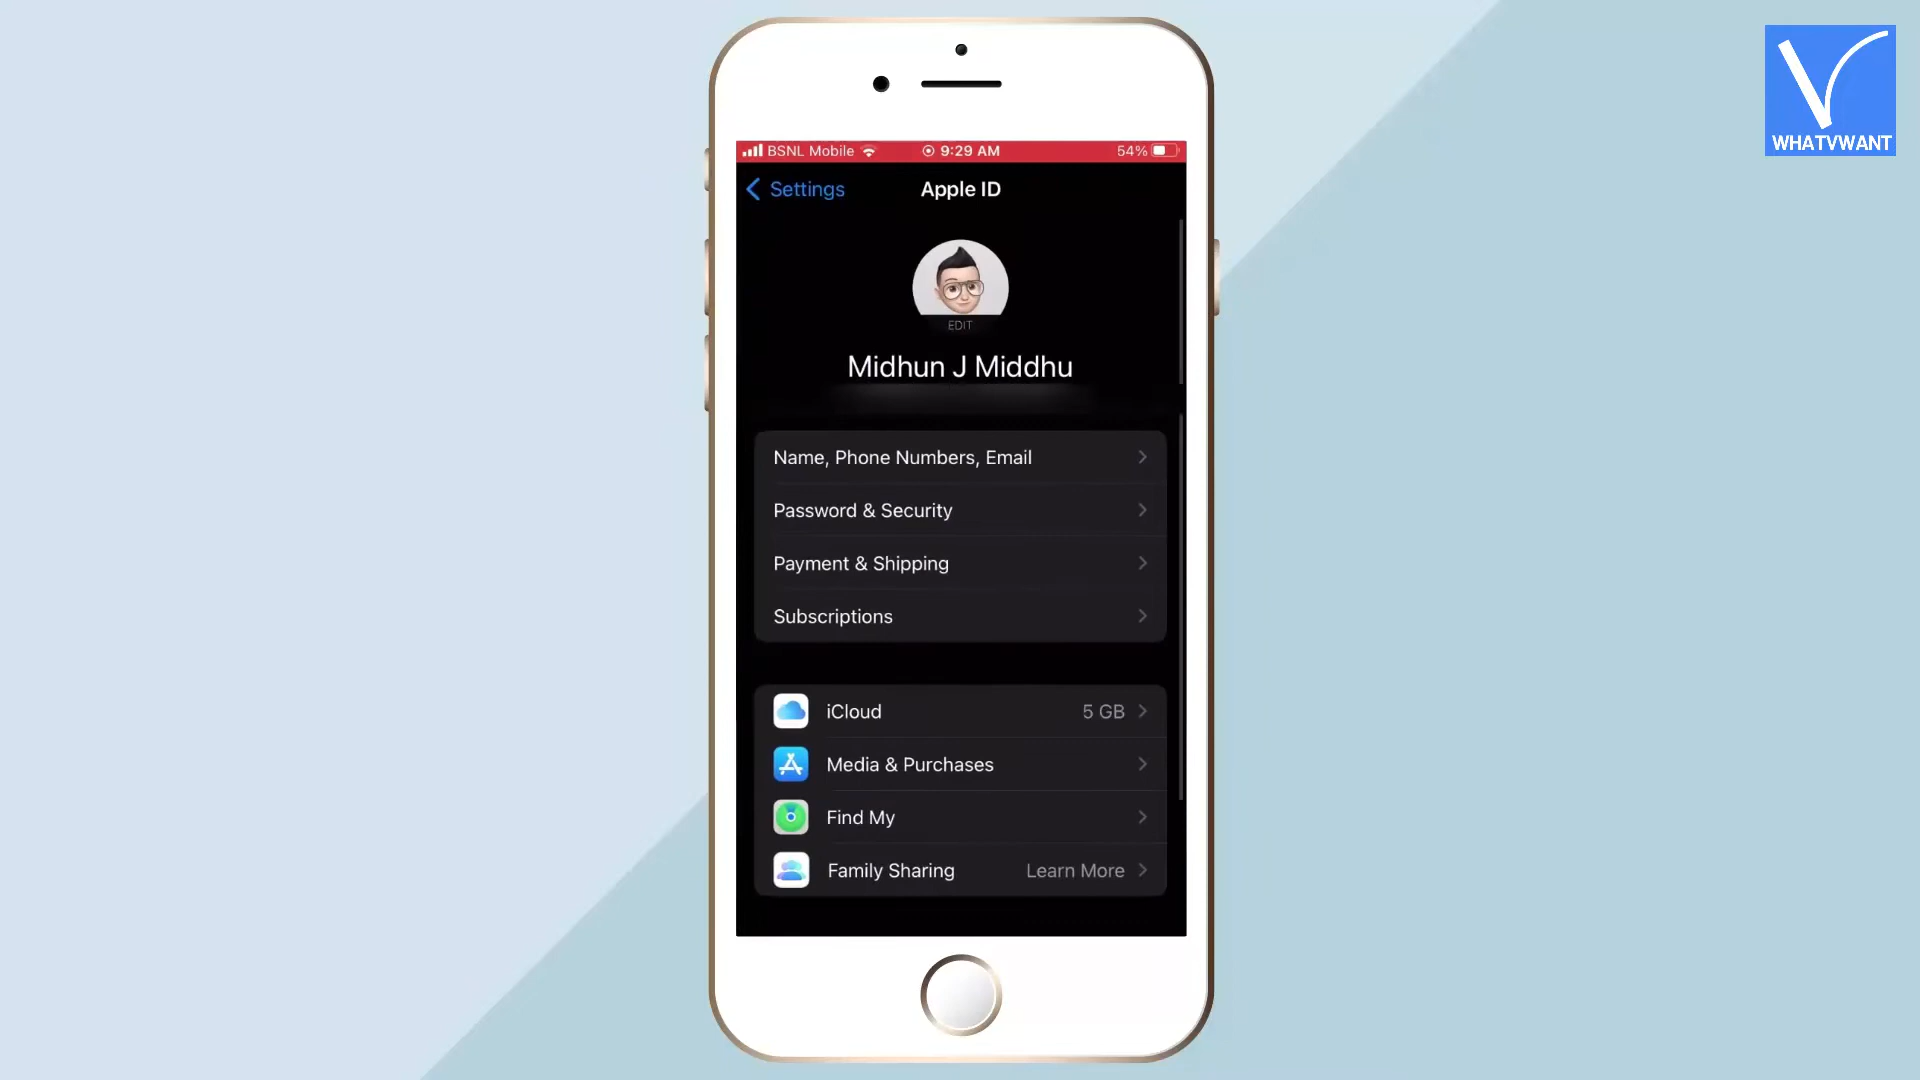 WHATVWANT
BSNL Mobile 9:29 AM 54%
Settings Apple ID
EDIT
Midhun J Middhu
Name, Phone Numbers, Email
Password & Security
Payment & Shipping
Subscriptions
iCloud 5 GB
Media & Purchases
Find My
Family Sharing Learn More